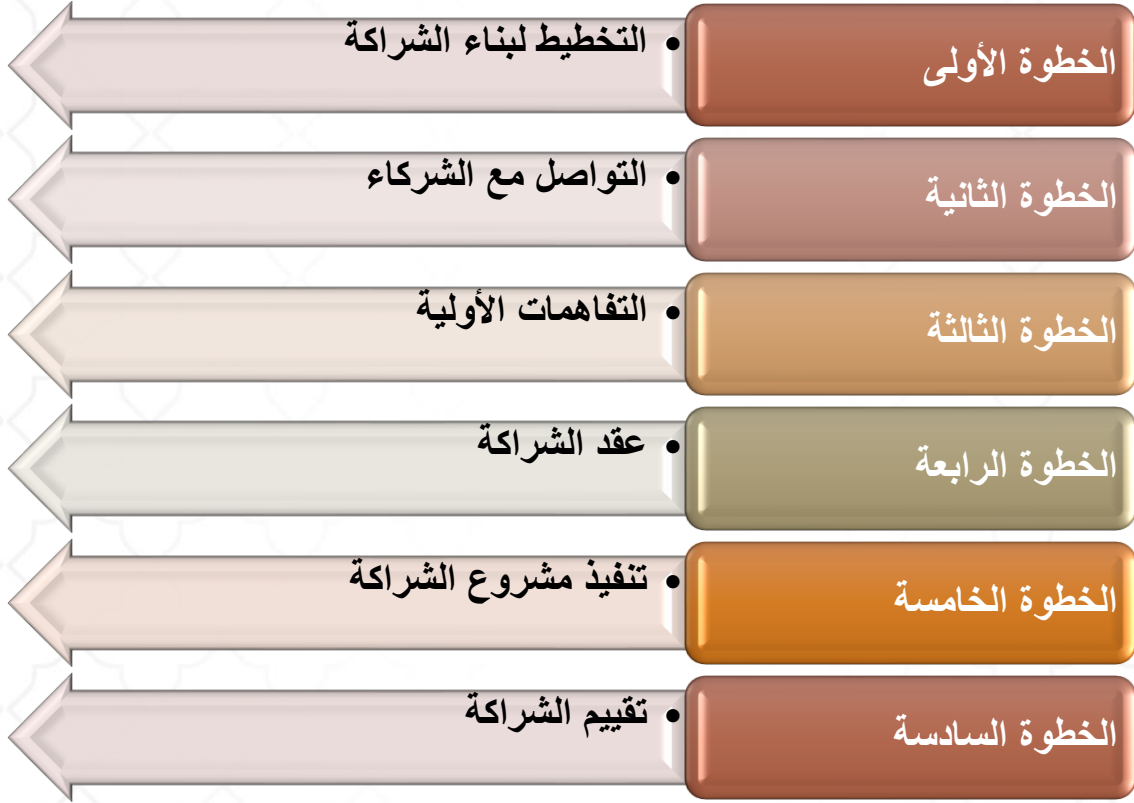 الخطوة الأولى
• التخطيط لبناء الشراكة
الخطوة الثانية
• التواصل مع الشركاء
الخطوة الثالثة
• التفاهمات الأولية
الخطوة الرابعة
• عقد الشراكة
الخطوة الخامسة
• تنفيذ مشروع الشراكة
الخطوة السادسة
• تقييم الشراكة